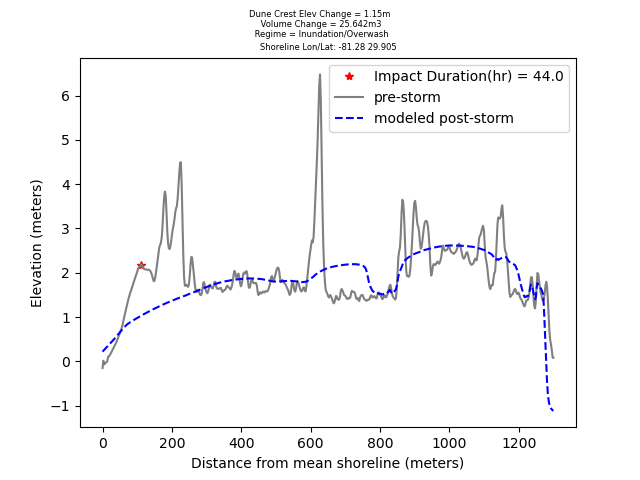 Dune Crest Elev Change = 1.15m
Volume Change = 25.642m3
Regime = Inundation/Overwash
Shoreline Lon/Lat: -81.28 29.905
Impact Duration(hr) = 44.0
pre-storm
modeled post-storm
Elevation (meters)
6
5
4
3
2
1
0
−1
0 200 400 600 800 1000 1200
Distance from mean shoreline (meters)